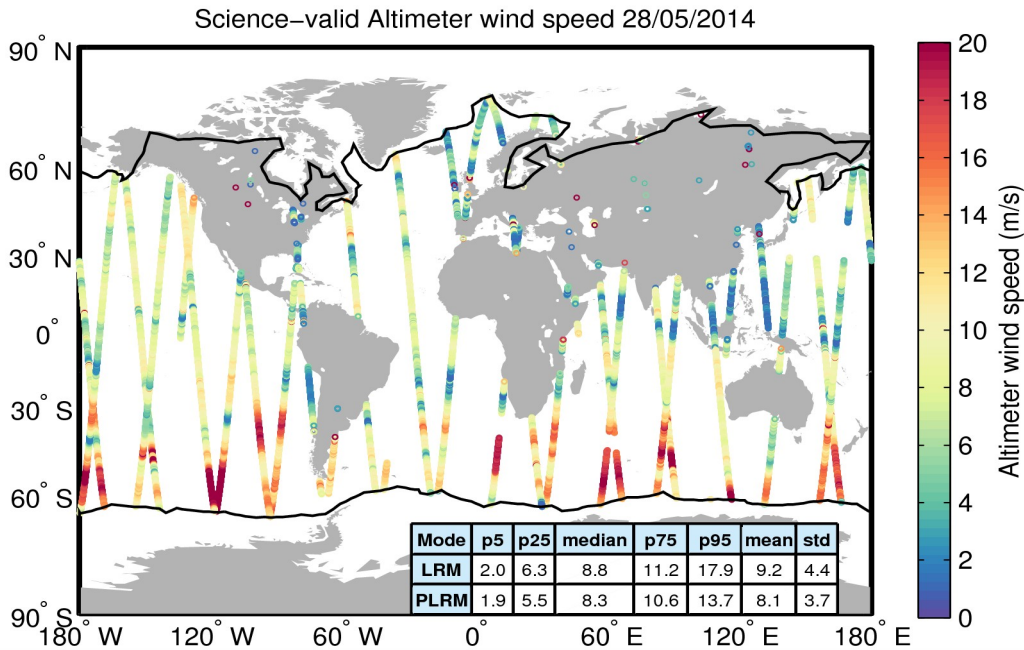 Science−valid Altimeter wind speed 28/05/2014
90° N
60° N
30° N
0°
30° S
60° S
90° S
180° W
120° W
60° W
0°
60° E
120° E
180° E
Mode p5 p25 median p75 p95 mean std
LRM 2.0 6.3 8.8 11.2 17.9 9.2 4.4
PLRM 1.9 5.5 8.3 10.6 13.7 8.1 3.7
20
18
16
14
12
10
8
6
4
2
0
Altimeter wind speed (m/s)